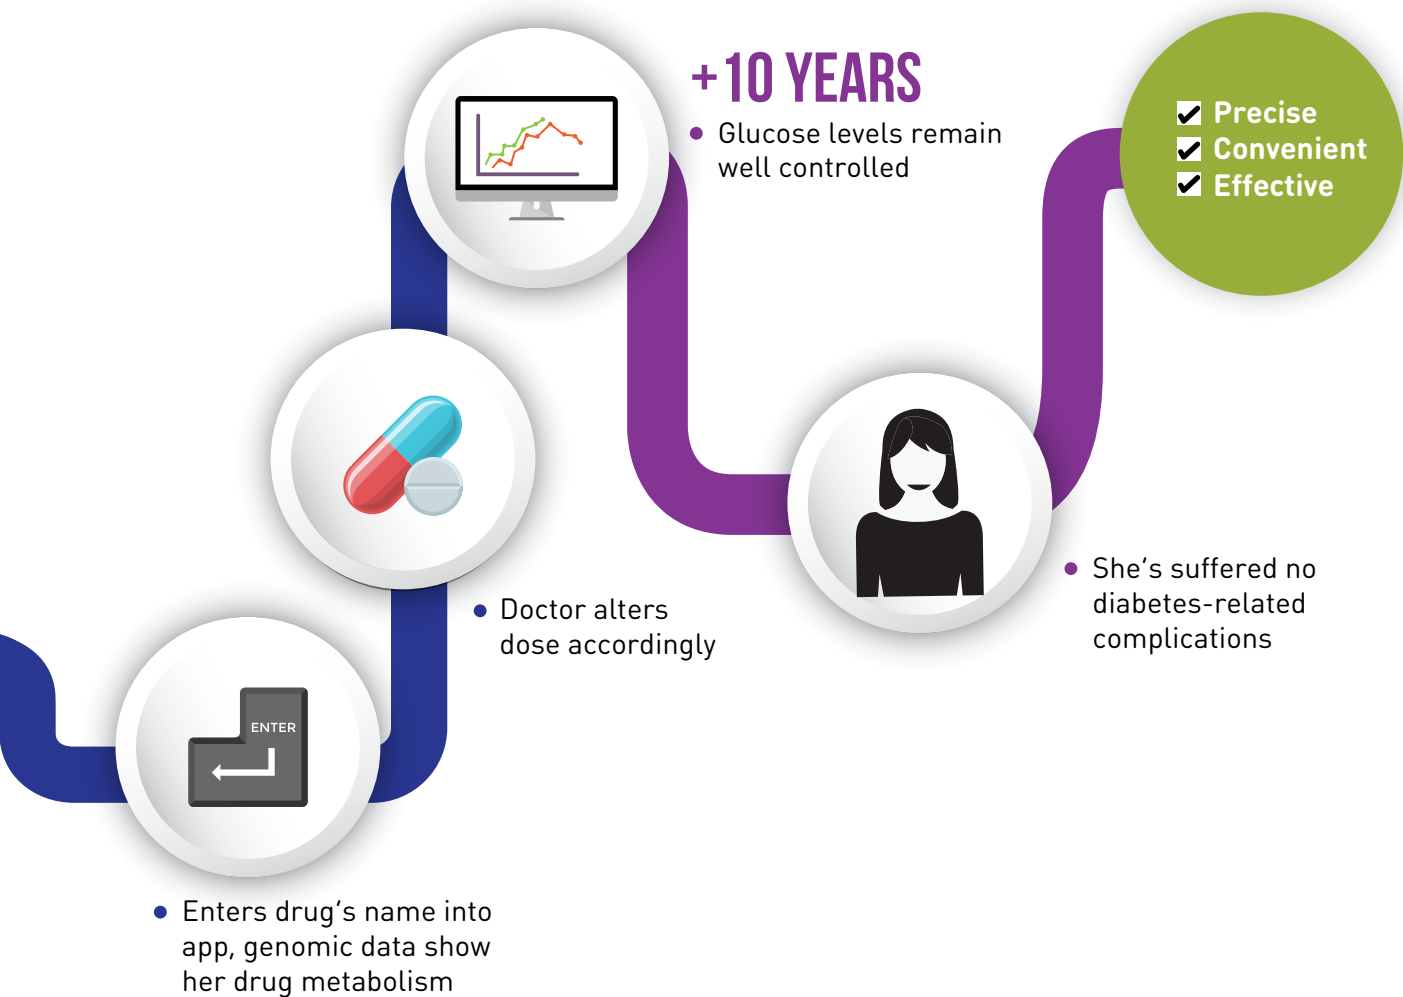 +10 YEARS
Glucose levels remain
well controlled
Precise
Convenient
Effective
She's suffered no
diabetes-related
complications
Doctor alters
dose accordingly
ENTER
Enters drug's name into
app, genomic data show
her drug metabolism